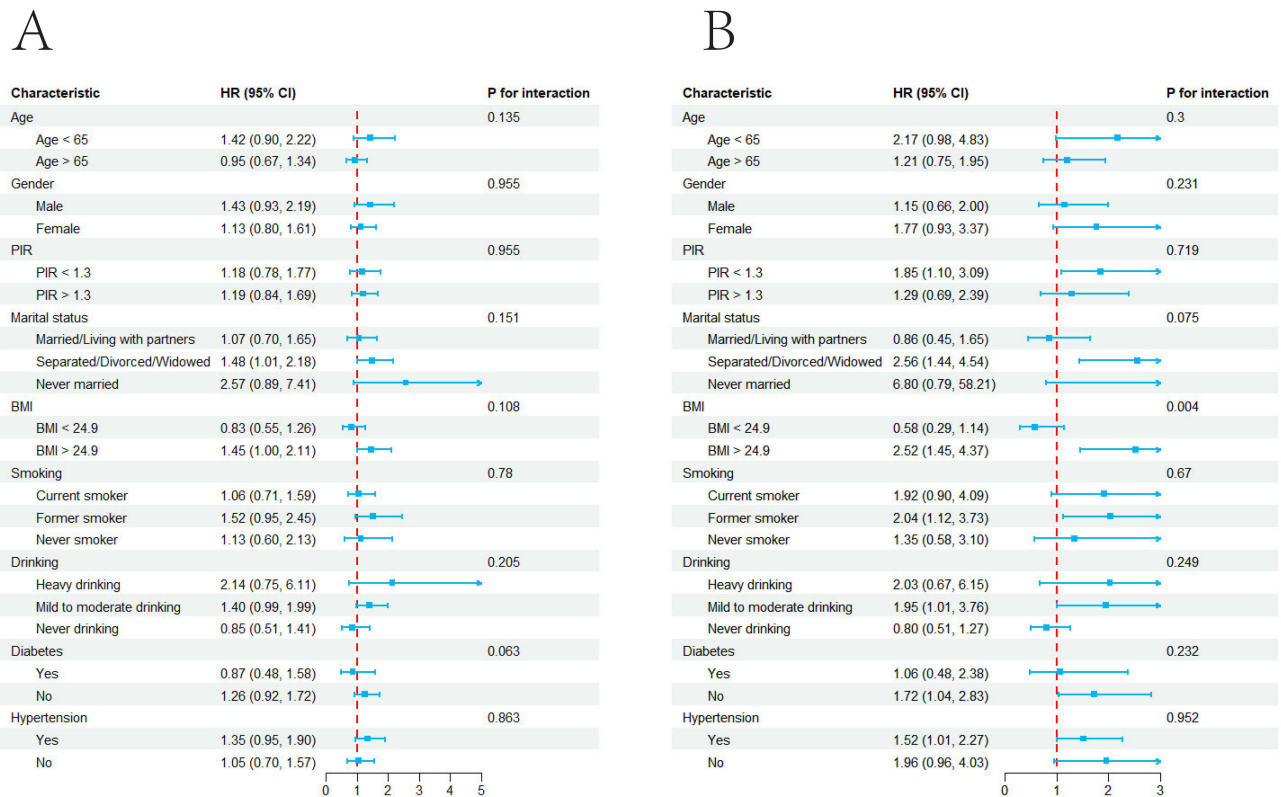 A
Characteristic HR (95% CI) P for interaction
Age 0.135
Age < 65 1.42 (0.90, 2.22)
Age > 65 0.95 (0.67, 1.34)
Gender 0.955
Male 1.43 (0.93, 2.19)
Female 1.13 (0.80, 1.61)
PIR 0.955
PIR < 1.3 1.18 (0.78, 1.77)
PIR > 1.3 1.19 (0.84, 1.69)
Marital status 0.151
Married/Living with partners 1.07 (0.70, 1.65)
Separated/Divorced/Widowed 1.48 (1.01, 2.18)
Never married 2.57 (0.89, 7.41)
BMI 0.108
BMI < 24.9 0.83 (0.55, 1.26)
BMI > 24.9 1.45 (1.00, 2.11)
Smoking 0.78
Current smoker 1.06 (0.71, 1.59)
Former smoker 1.52 (0.95, 2.45)
Never smoker 1.13 (0.60, 2.13)
Drinking 0.205
Heavy drinking 2.14 (0.75, 6.11)
Mild to moderate drinking 1.40 (0.99, 1.99)
Never drinking 0.85 (0.51, 1.41)
Diabetes 0.063
Yes 0.87 (0.48, 1.58)
No 1.26 (0.92, 1.72)
Hypertension 0.863
Yes 1.35 (0.95, 1.90)
No 1.05 (0.70, 1.57)
0 1 2 3 4 5
B
Characteristic HR (95% CI) P for interaction
Age 0.3
Age < 65 2.17 (0.98, 4.83)
Age > 65 1.21 (0.75, 1.95)
Gender 0.231
Male 1.15 (0.66, 2.00)
Female 1.77 (0.93, 3.37)
PIR 0.719
PIR < 1.3 1.85 (1.10, 3.09)
PIR > 1.3 1.29 (0.69, 2.39)
Marital status 0.075
Married/Living with partners 0.86 (0.45, 1.65)
Separated/Divorced/Widowed 2.56 (1.44, 4.54)
Never married 6.80 (0.79, 58.21)
BMI 0.004
BMI < 24.9 0.58 (0.29, 1.14)
BMI > 24.9 2.52 (1.45, 4.37)
Smoking 0.67
Current smoker 1.92 (0.90, 4.09)
Former smoker 2.04 (1.12, 3.73)
Never smoker 1.35 (0.58, 3.10)
Drinking 0.249
Heavy drinking 2.03 (0.67, 6.15)
Mild to moderate drinking 1.95 (1.01, 3.76)
Never drinking 0.80 (0.51, 1.27)
Diabetes 0.232
Yes 1.06 (0.48, 2.38)
No 1.72 (1.04, 2.83)
Hypertension 0.952
Yes 1.52 (1.01, 2.27)
No 1.96 (0.96, 4.03)
0 1 2 3